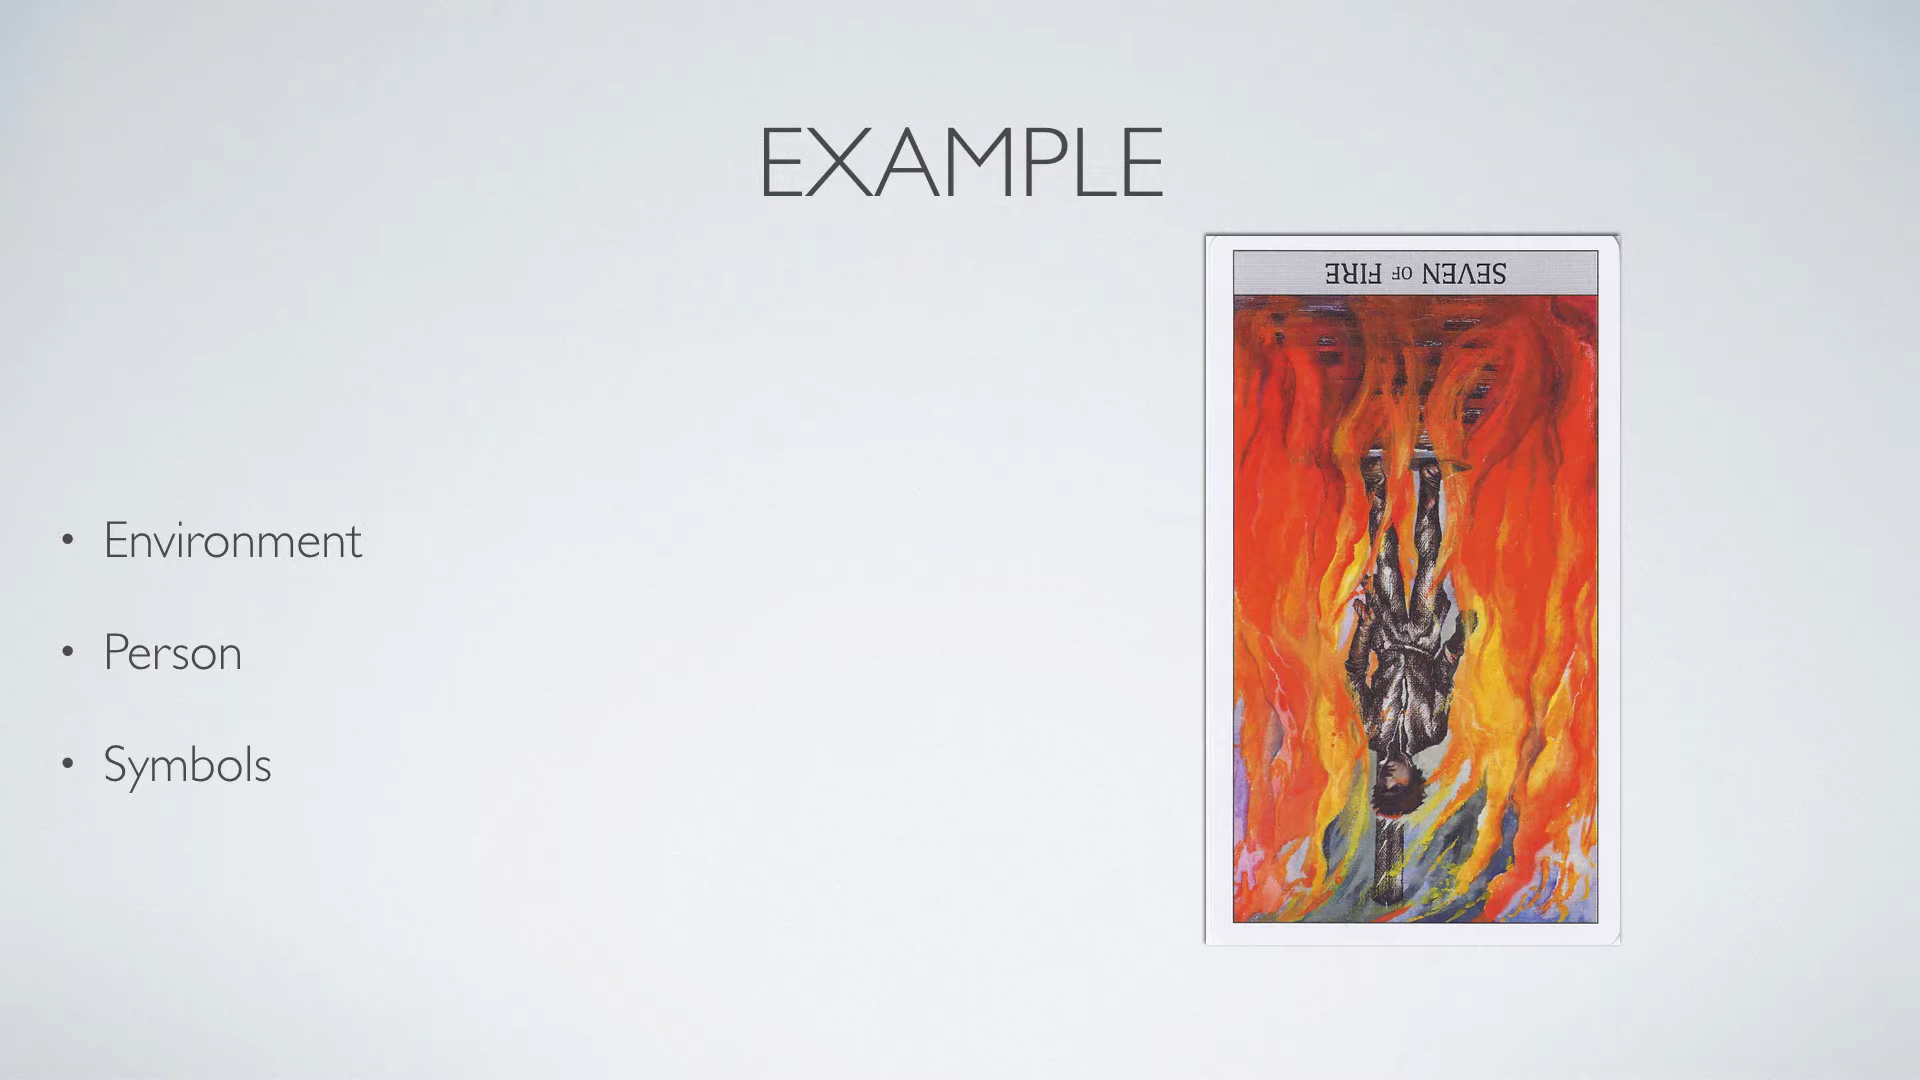 EXAMPLE
SEVEN OF FIRE
• Environment
• Person
• Symbols